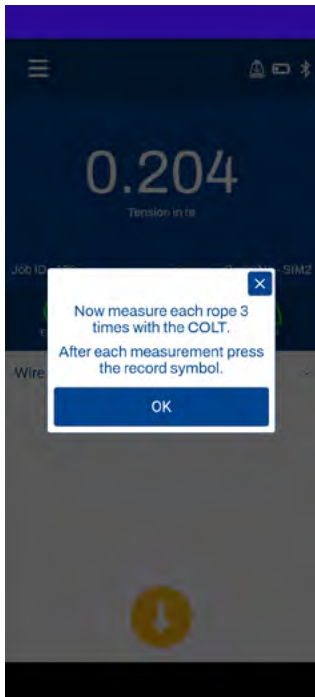 0.204
Tension in te
Job ID
SIM2
Now measure each rope 3
times with the COLT.
After each measurement press
the record symbol.
OK
Wire